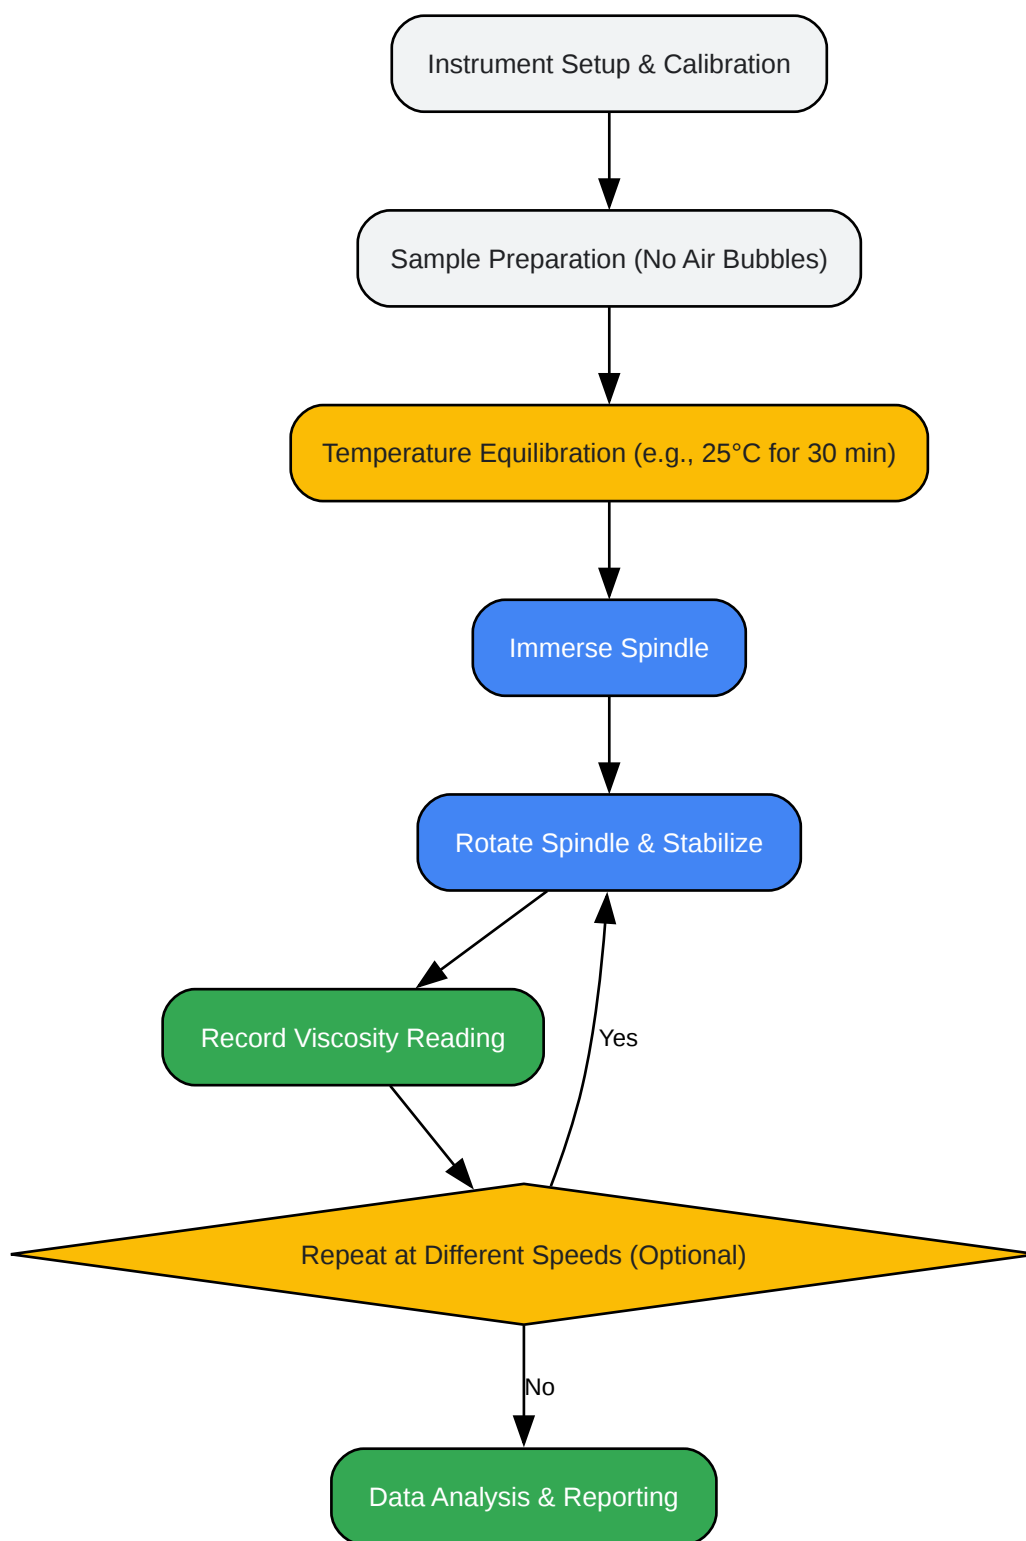 Instrument Setup & Calibration
Sample Preparation (No Air Bubbles)
Temperature Equilibration (e.g., 25°C for 30 min)
Immerse Spindle
Rotate Spindle & Stabilize
Record Viscosity Reading
Yes
Repeat at Different Speeds (Optional)
No
Data Analysis & Reporting